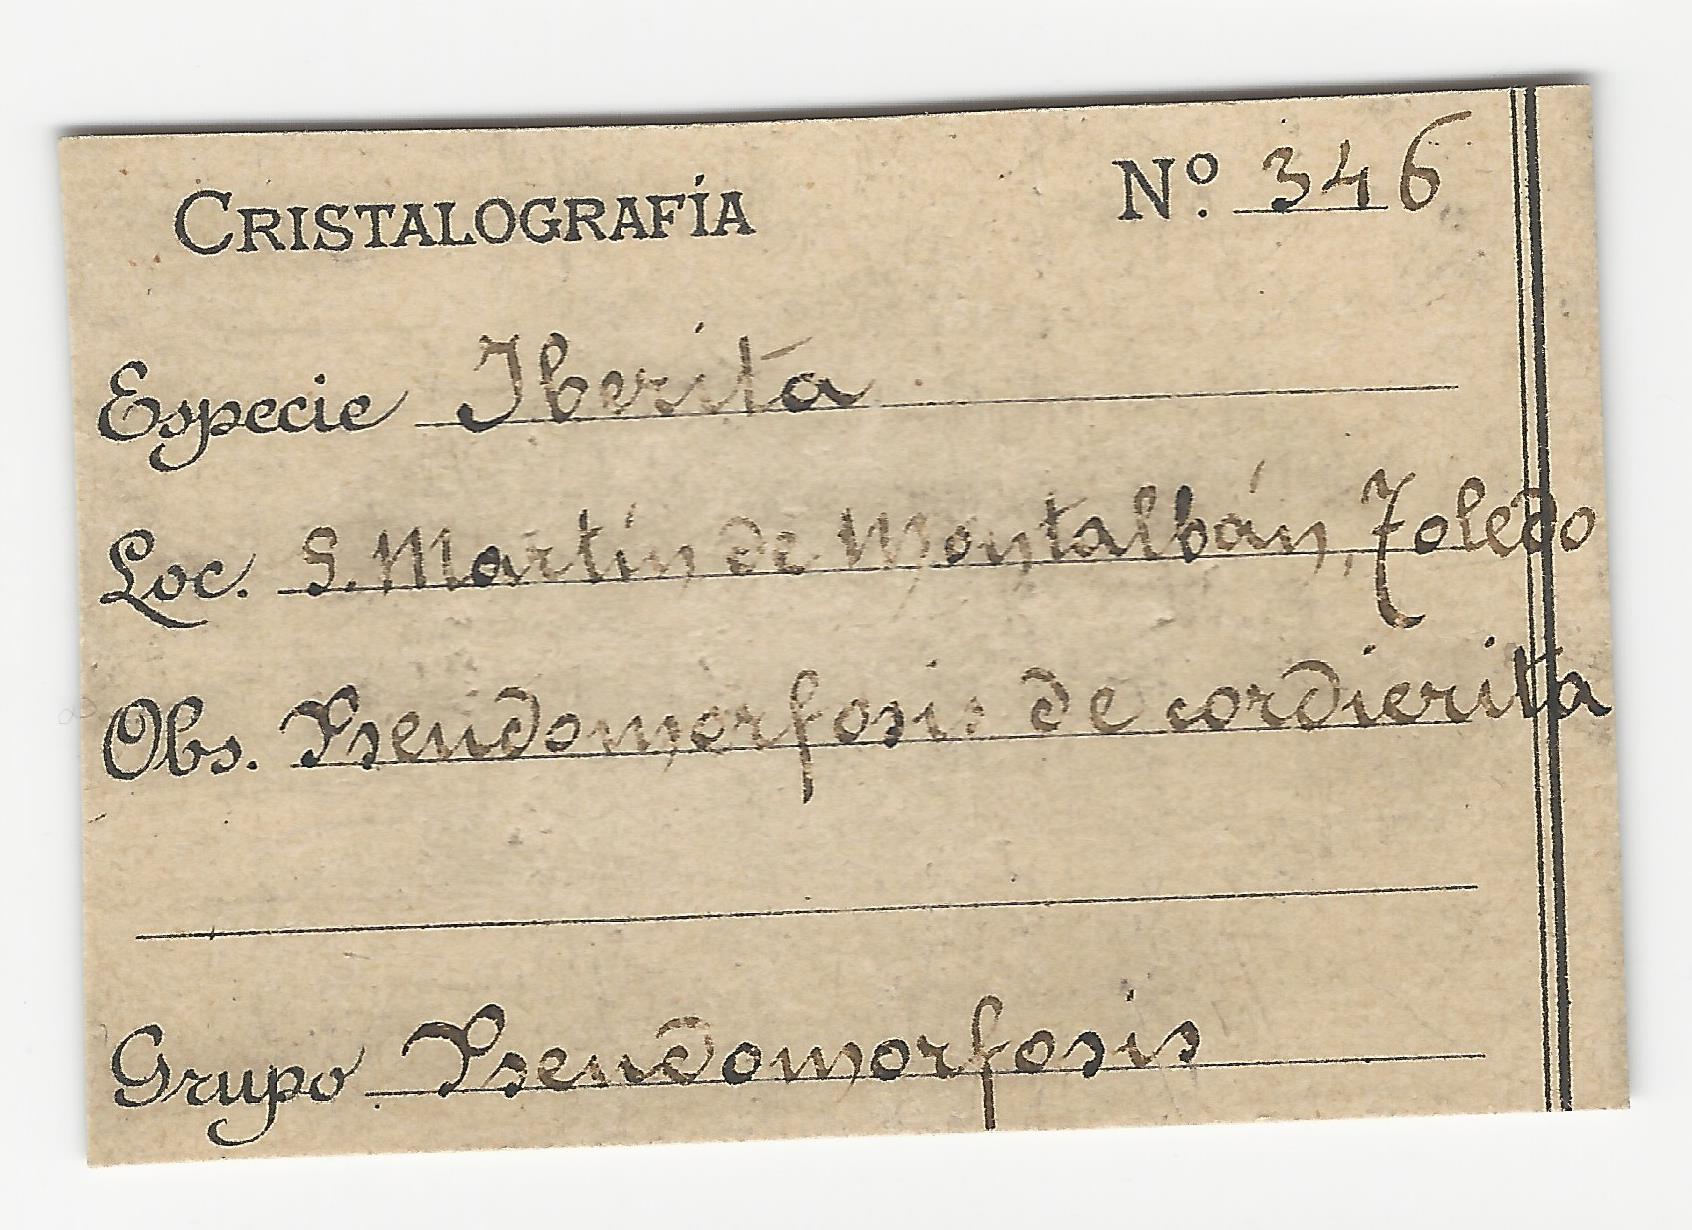 CRISTALOGRAFÍA Nº. 346
Especie Iberita
Loc. S. Martín de Montalbán, Toledo
Obs. Pseudomorfosis de cordierita
Grupo Pseudomorfosis